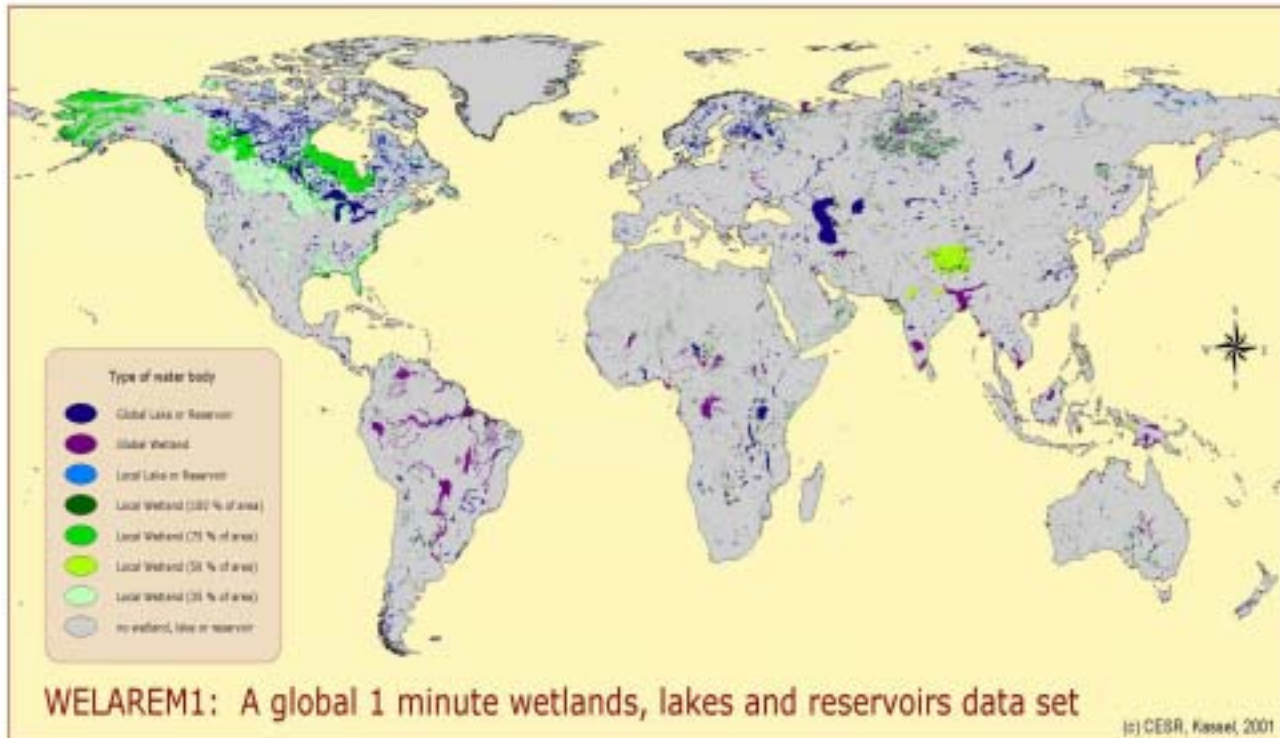 Type of water body
Global Lake or Reservoir
Global Wetland
Local Lake or Reservoir
Local Wetland (100 % of area)
Local Wetland (75 % of area)
Local Wetland (50 % of area)
Local Wetland (25 % of area)
no wetland, lake or reservoir
WELAREM1: A global 1 minute wetlands, lakes and reservoirs data set
(c) CESR, Kassel, 2001